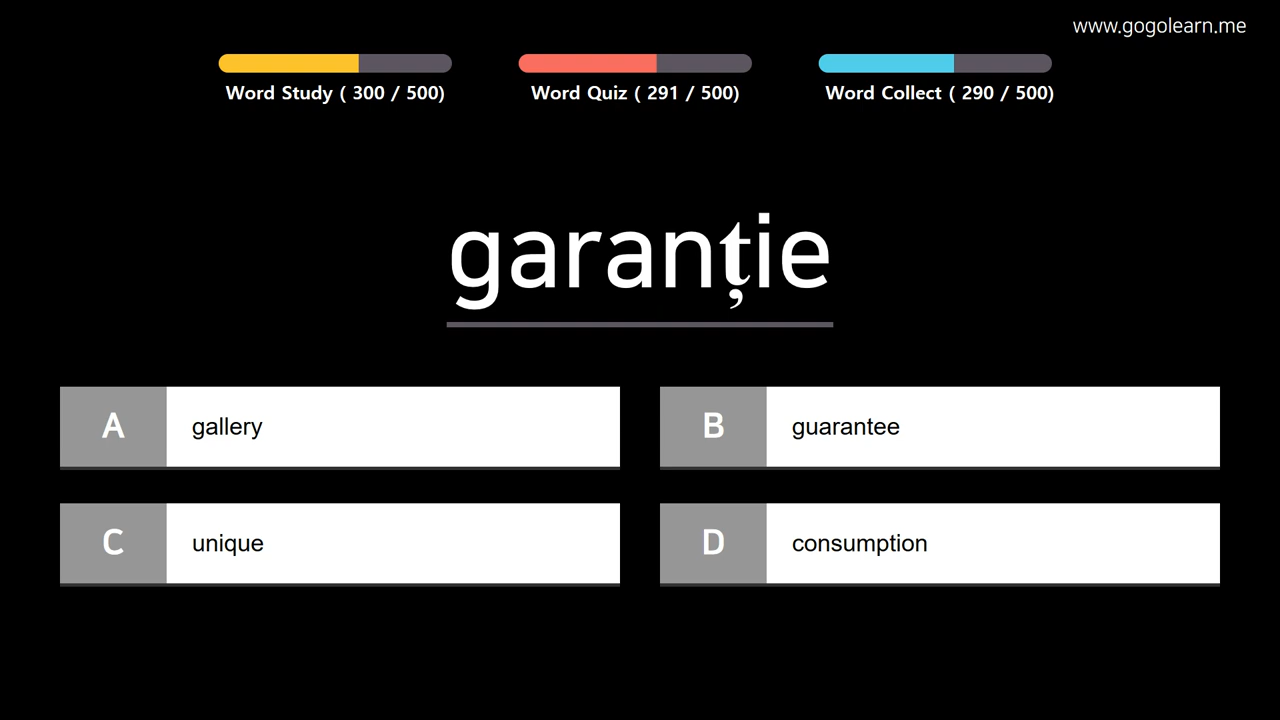 www.gogolearn.me
Word Study ( 300 / 500)
Word Quiz ( 291 / 500)
Word Collect ( 290 / 500)
garanție
A gallery
B guarantee
C unique
D consumption